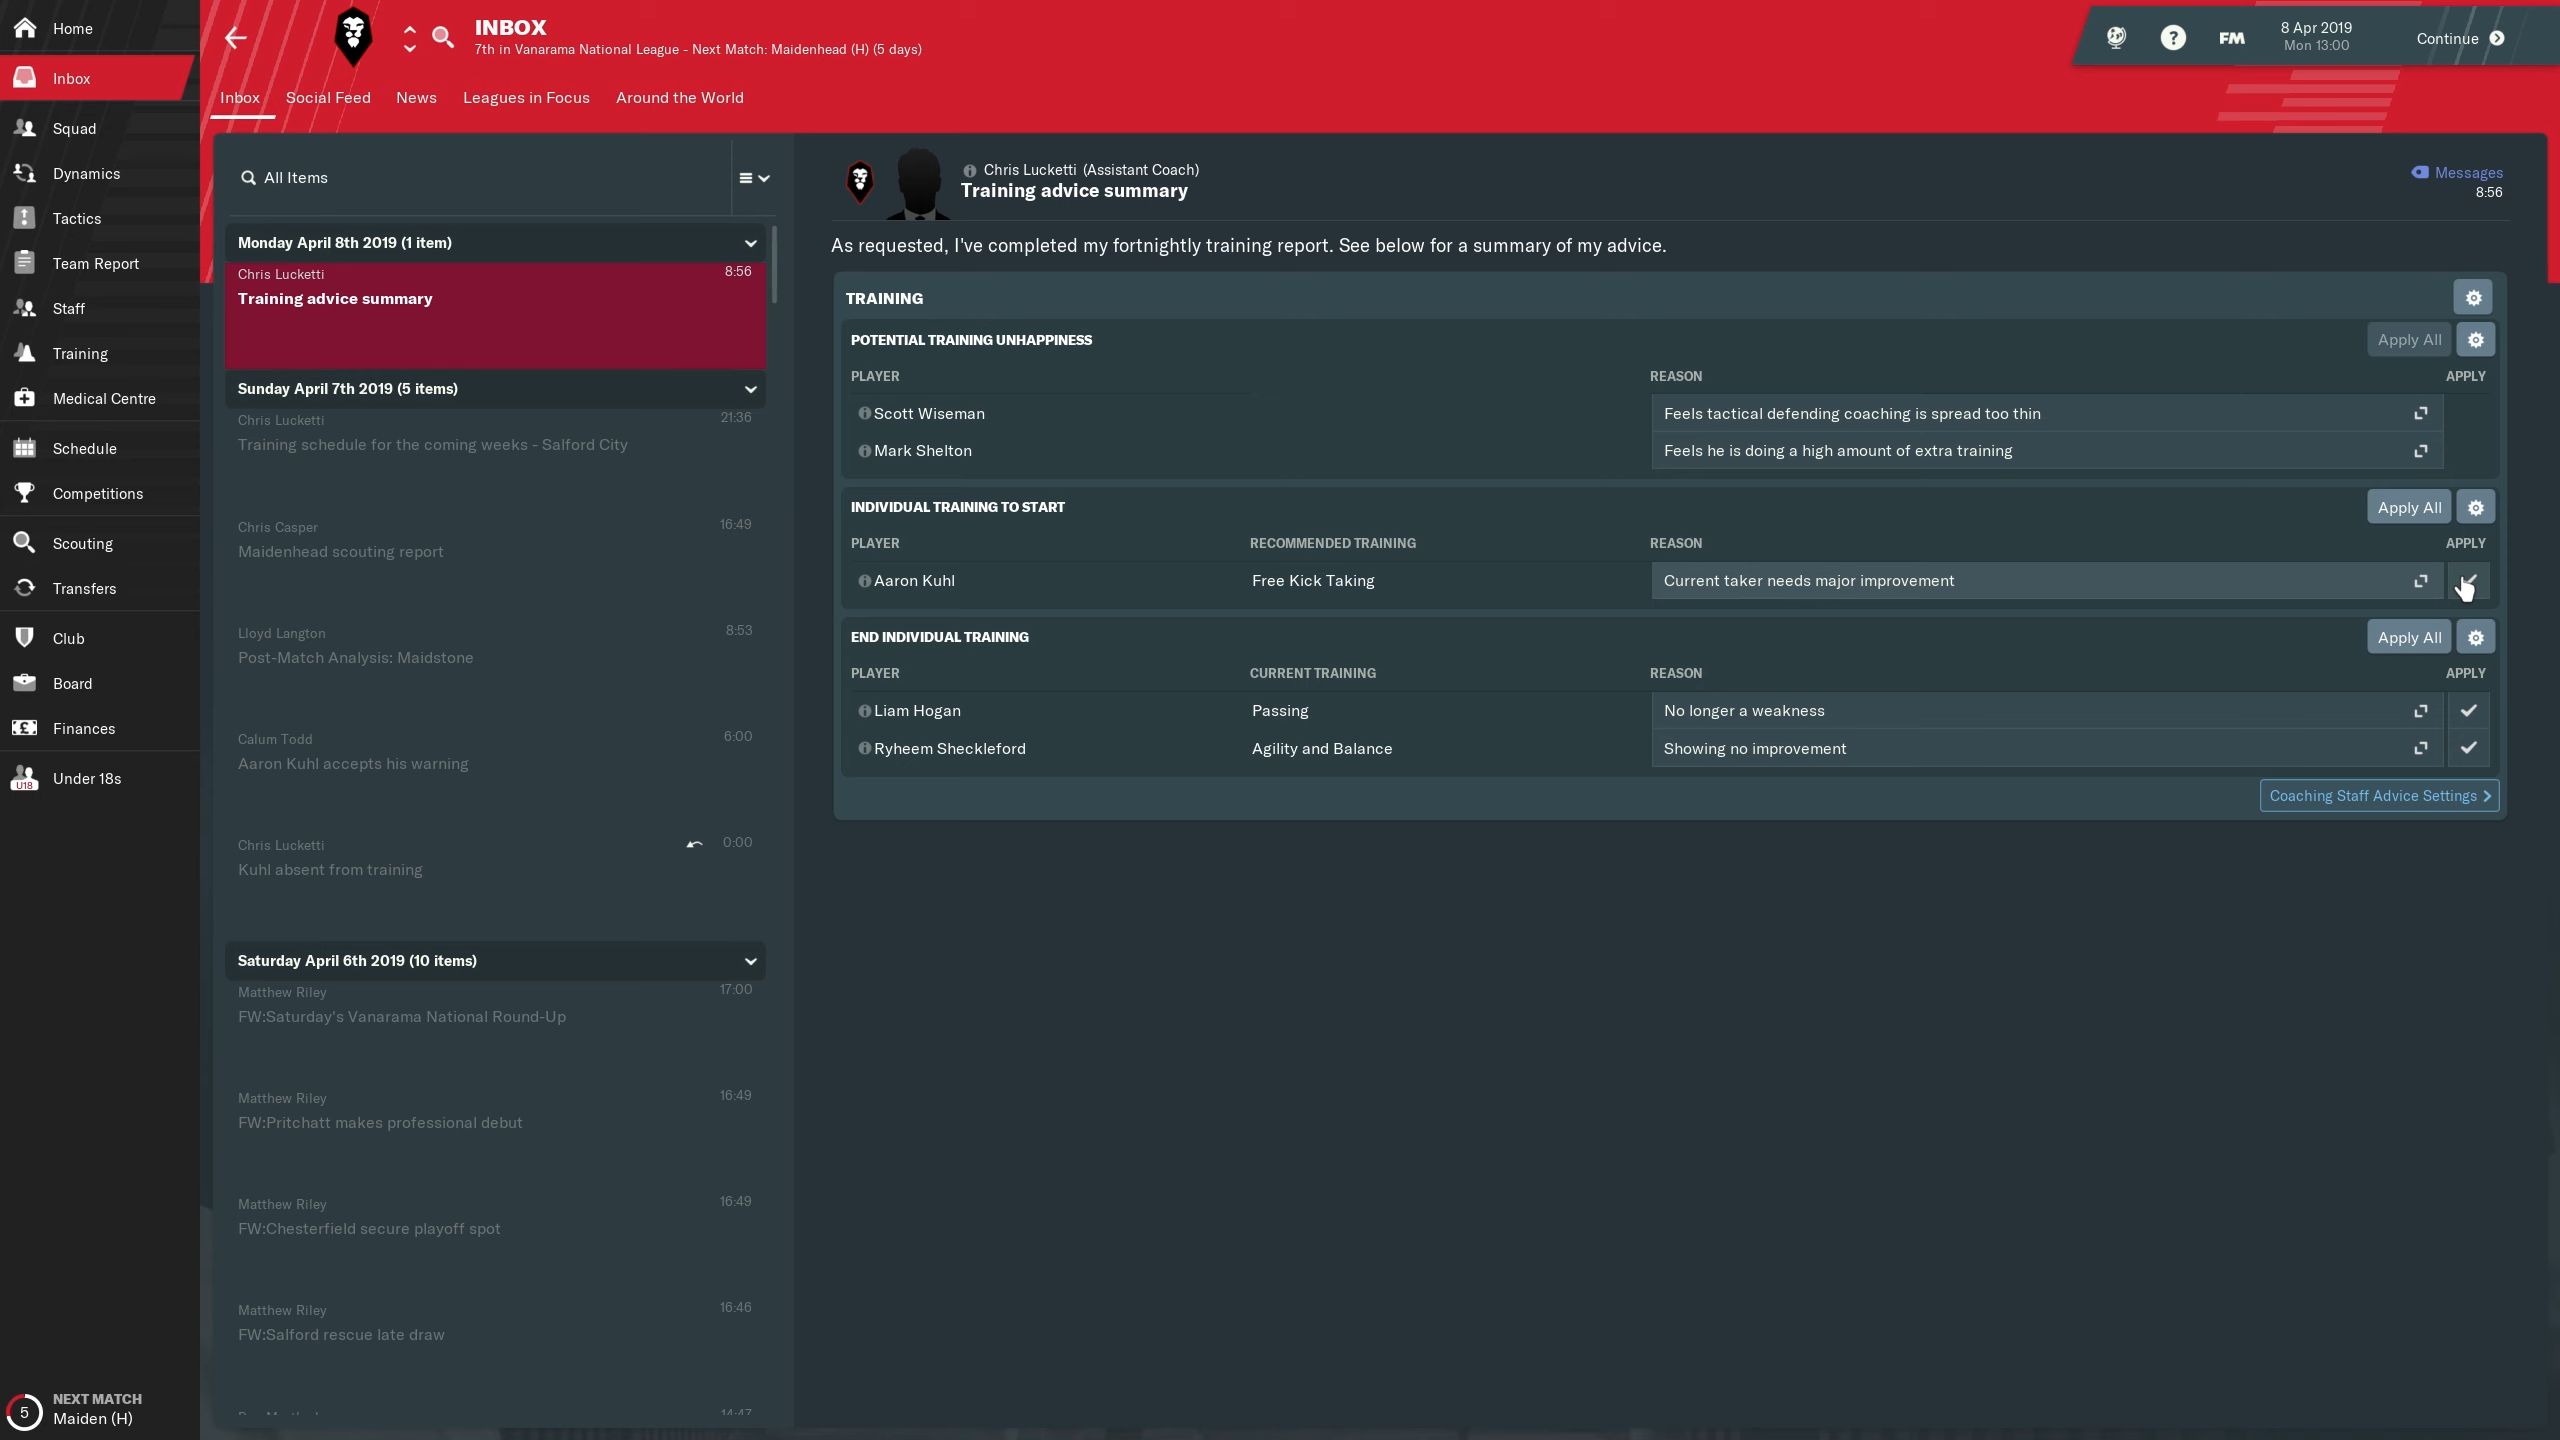 Home
Inbox
Squad
Dynamics
Tactics
Team Report
Staff
Training
Medical Centre
Schedule
Competitions
Scouting
Transfers
Club
Board
Finances
U18
Under 18s
5
NEXT MATCH
Maiden (H)
INBOX
7th in Vanarama National League - Next Match: Maidenhead (H) (5 days)
?
FM
8 Apr 2019
Mon 13:00
Continue
Inbox Social Feed News Leagues in Focus Around the World
All Items
Monday April 8th 2019 (1 item)
Chris Lucketti 8:56
Training advice summary
Sunday April 7th 2019 (5 items)
Chris Lucketti 21:36
Training schedule for the coming weeks - Salford City
Chris Casper 16:49
Maidenhead scouting report
Lloyd Langton 8:53
Post-Match Analysis: Maidstone
Calum Todd 6:00
Aaron Kuhl accepts his warning
Chris Lucketti 0:00
Kuhl absent from training
Saturday April 6th 2019 (10 items)
Matthew Riley 17:00
FW:Saturday's Vanarama National Round-Up
Matthew Riley 16:49
FW:Pritchatt makes professional debut
Matthew Riley 16:49
FW:Chesterfield secure playoff spot
Matthew Riley 16:46
FW:Salford rescue late draw
14:47
Chris Lucketti (Assistant Coach)
Training advice summary
Messages
8:56
As requested, I've completed my fortnightly training report. See below for a summary of my advice.
TRAINING
POTENTIAL TRAINING UNHAPPINESS Apply All
PLAYER REASON APPLY
Scott Wiseman Feels tactical defending coaching is spread too thin
Mark Shelton Feels he is doing a high amount of extra training
INDIVIDUAL TRAINING TO START Apply All
PLAYER RECOMMENDED TRAINING REASON APPLY
Aaron Kuhl Free Kick Taking Current taker needs major improvement
END INDIVIDUAL TRAINING Apply All
PLAYER CURRENT TRAINING REASON APPLY
Liam Hogan Passing No longer a weakness
Ryheem Sheckleford Agility and Balance Showing no improvement
Coaching Staff Advice Settings